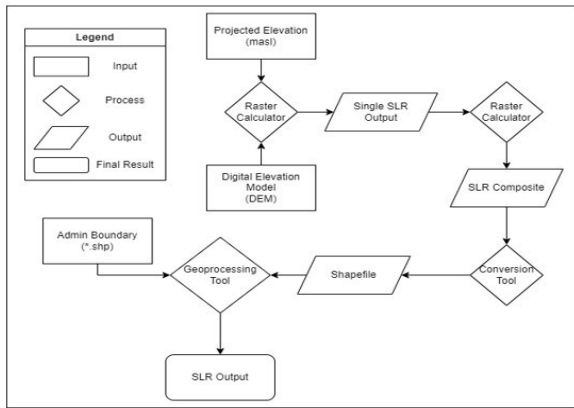 Legend
Input
Process
Output
Final Result
Projected Elevation
(masl)
Raster
Calculator
Single SLR
Output
Raster
Calculator
Digital Elevation
Model
(DEM)
SLR Composite
Admin Boundary
(*.shp)
Geoprocessing
Tool
Shapefile
Conversion
Tool
SLR Output